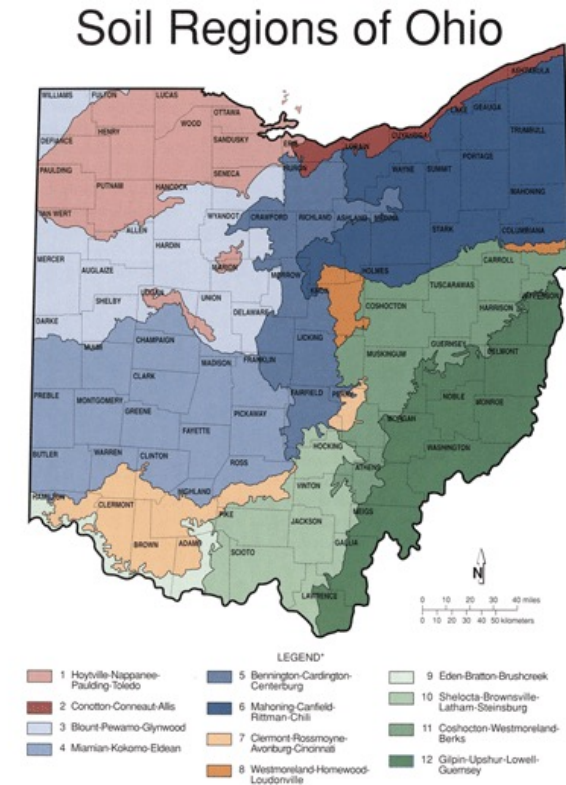 Soil Regions of Ohio
WILLIAMS
FULTON
LUCAS
OTTAWA
WOOD
HENRY
DEFIANCE
SANDUSKY
ERIE
LORAIN
CUYAHOGA
LAKE
GEAUGA
ASHTABULA
TRUMBULL
PAULDING
PUTNAM
HANCOCK
SENECA
HURON
WAYNE
SUMMIT
PORTAGE
MAHONING
VAN WERT
ALLEN
WYANDOT
CRAWFORD
RICHLAND
ASHLAND
MEDINA
STARK
COLUMBIANA
MERCER
AUGLAIZE
HARDIN
MARION
MORROW
KNOX
HOLMES
TUSCARAWAS
CARROLL
JEFFERSON
SHELBY
LOGAN
UNION
DELAWARE
COSHOCTON
HARRISON
DARKE
MIAMI
CHAMPAIGN
LICKING
MUSKINGUM
GUERNSEY
BELMONT
CLARK
MADISON
FRANKLIN
PREBLE
MONTGOMERY
GREENE
FAYETTE
PICKAWAY
FAIRFIELD
PERRY
MORGAN
NOBLE
MONROE
BUTLER
WARREN
CLINTON
ROSS
HOCKING
ATHENS
WASHINGTON
HAMILTON
CLERMONT
HIGHLAND
PIKE
VINTON
MEIGS
BROWN
ADAMS
SCIOTO
JACKSON
GALLIA
LAWRENCE
N
0 10 20 30 40 miles
0 10 20 30 40 50 kilometers
LEGEND*
1 Hoytville-Nappanee-
Paulding-Toledo
2 Conotton-Conneaut-Allis
3 Blount-Pewamo-Glynwood
4 Miamian-Kokomo-Eldean
5 Bennington-Cardington-
Centerburg
6 Mahoning-Canfield-
Rittman-Chili
7 Clermont-Rossmoyne-
Avonburg-Cincinnati
8 Westmoreland-Homewood-
Loudonville
9 Eden-Bratton-Brushcreek
10 Shelocta-Brownsville-
Latham-Steinsburg
11 Coshocton-Westmoreland-
Berks
12 Gilpin-Upshur-Lowell-
Guernsey